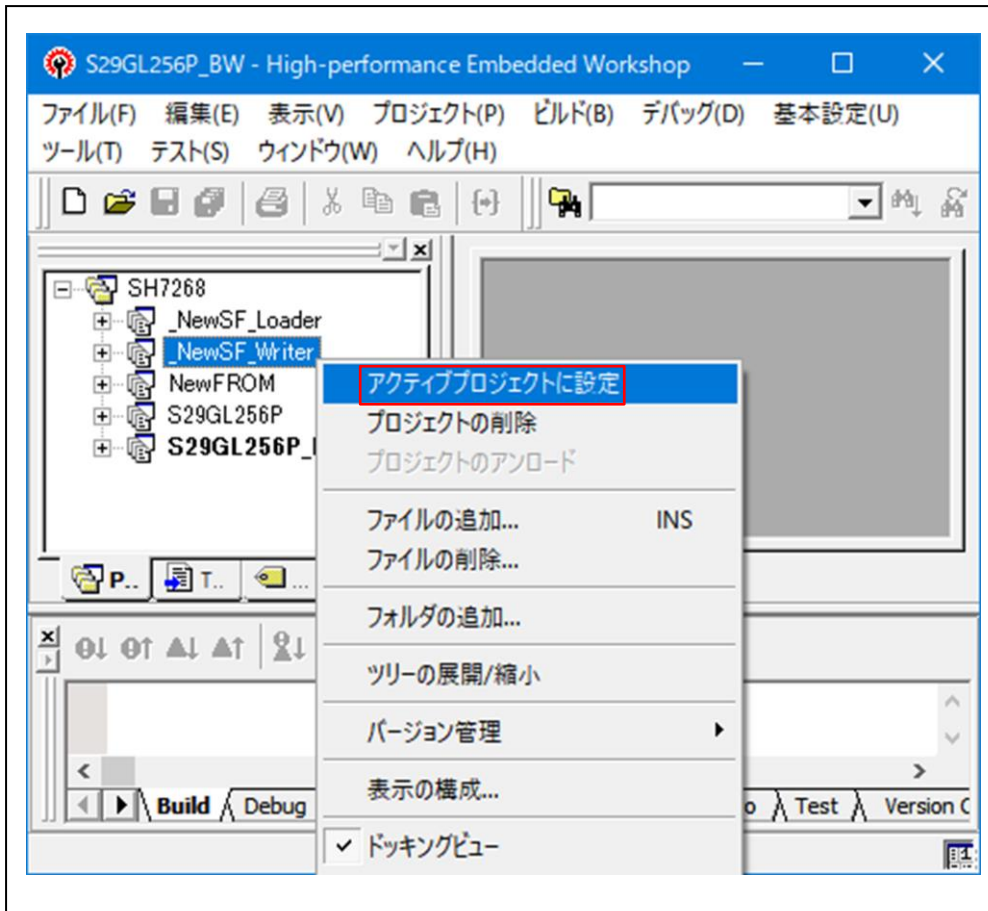 S29GL256P_BW - High-performance Embedded Workshop
ファイル(F) 編集(E) 表示(V) プロジェクト(P) ビルド(B) デバッグ(D) 基本設定(U)
ツール(T) テスト(S) ウィンドウ(W) ヘルプ(H)
SH7268
_NewSF_Loader
_NewSF_Writer
NewFROM
S29GL256P
S29GL256P_
アクティブプロジェクトに設定
プロジェクトの削除
プロジェクトのアンロード
ファイルの追加... INS
ファイルの削除...
フォルダの追加...
ツリーの展開/縮小
バージョン管理
表示の構成...
ドッキングビュー
P.. T.. ...
Build Debug o Test Version C